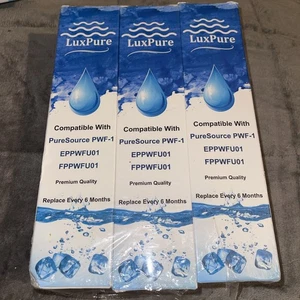 LuxPure
Compatible With
PureSource PWF-1
EPPWFU01
FPPWFU01
Premium Quality
Replace Every 6 Months
LuxPure
Compatible With
PureSource PWF-1
EPPWFU01
FPPWFU01
Premium Quality
Replace Every 6 Months
LuxPure
Compatible With
PureSource PWF-1
EPPWFU01
FPPWFU01
Premium Quality
Replace Every 6 Months